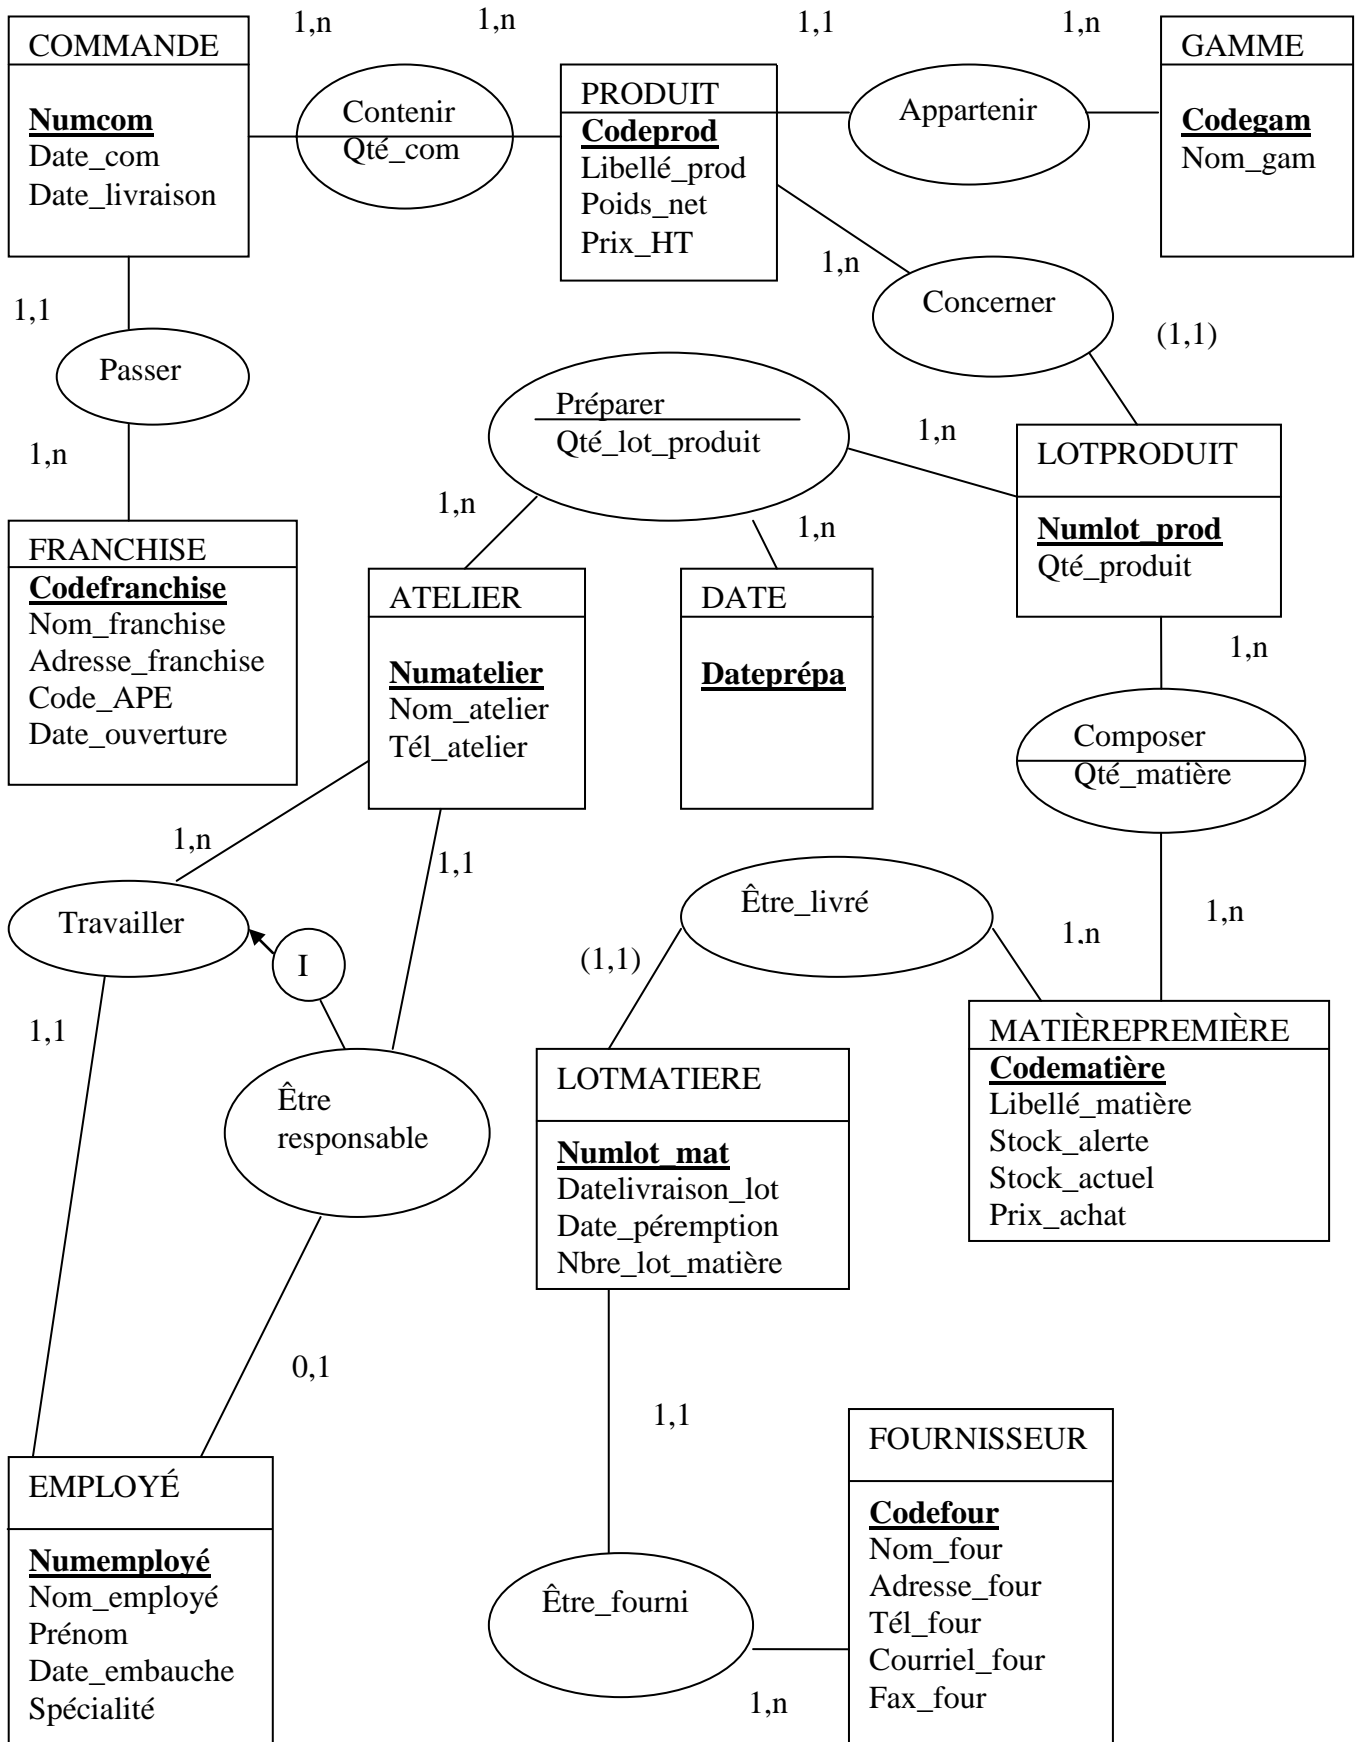 1,n
1,n
1,1
1,n
COMMANDE
Numcom
Date_com
Date_livraison
Contenir
Qté_com
PRODUIT
Codeprod
Libellé_prod
Poids_net
Prix_HT
Appartenir
GAMME
Codegam
Nom_gam
1,n
Concerner
(1,1)
1,1
Passer
1,n
Préparer
Qté_lot_produit
1,n
1,n
1,n
LOTPRODUIT
Numlot_prod
Qté_produit
FRANCHISE
Codefranchise
Nom_franchise
Adresse_franchise
Code_APE
Date_ouverture
ATELIER
Numatelier
Nom_atelier
Tél_atelier
DATE
Dateprépa
1,n
Composer
Qté_matière
1,n
1,n
1,1
Travailler
I
1,1
Être_livré
(1,1)
1,n
MATIÈREPREMIÈRE
Codematière
Libellé_matière
Stock_alerte
Stock_actuel
Prix_achat
Être
responsable
LOTMATIERE
Numlot_mat
Datelivraison_lot
Date_péremption
Nbre_lot_matière
0,1
1,1
EMPLOYÉ
Numemployé
Nom_employé
Prénom
Date_embauche
Spécialité
Être_fourni
1,n
FOURNISSEUR
Codefour
Nom_four
Adresse_four
Tél_four
Courriel_four
Fax_four